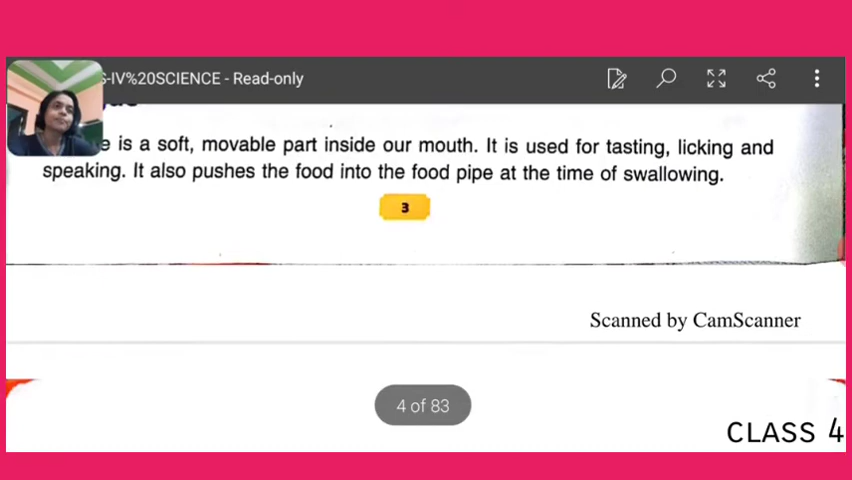 S-IV%20SCIENCE - Read-only
e is a soft, movable part inside our mouth. It is used for tasting, licking and
speaking. It also pushes the food into the food pipe at the time of swallowing.
3
Scanned by CamScanner
4 of 83
CLASS 4